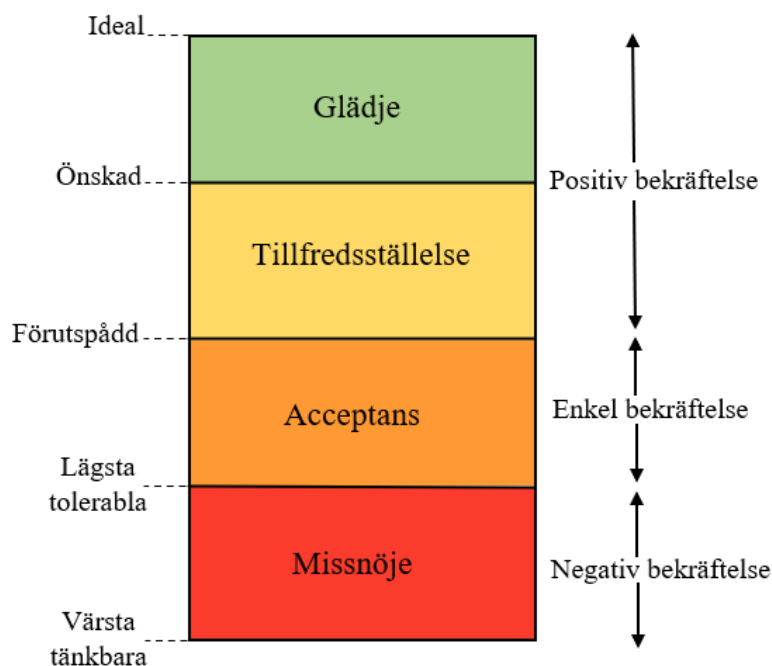 Ideal
Glädje
Önskad
Positiv bekräftelse
Tillfredsställelse
Förutspådd
Acceptans
Enkel bekräftelse
Lägsta
tolerabla
Missnöje
Negativ bekräftelse
Värsta
tänkbara